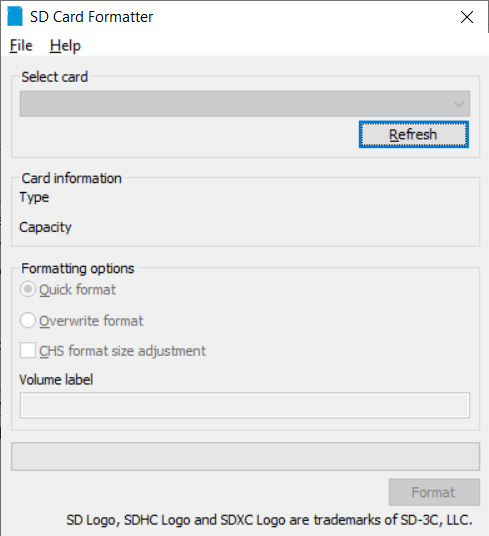 SD Card Formatter
File Help
Select card
Refresh
Card information
Type
Capacity
Formatting options
Quick format
Overwrite format
CHS format size adjustment
Volume label
Format
SD Logo, SDHC Logo and SDXC Logo are trademarks of SD-3C, LLC.